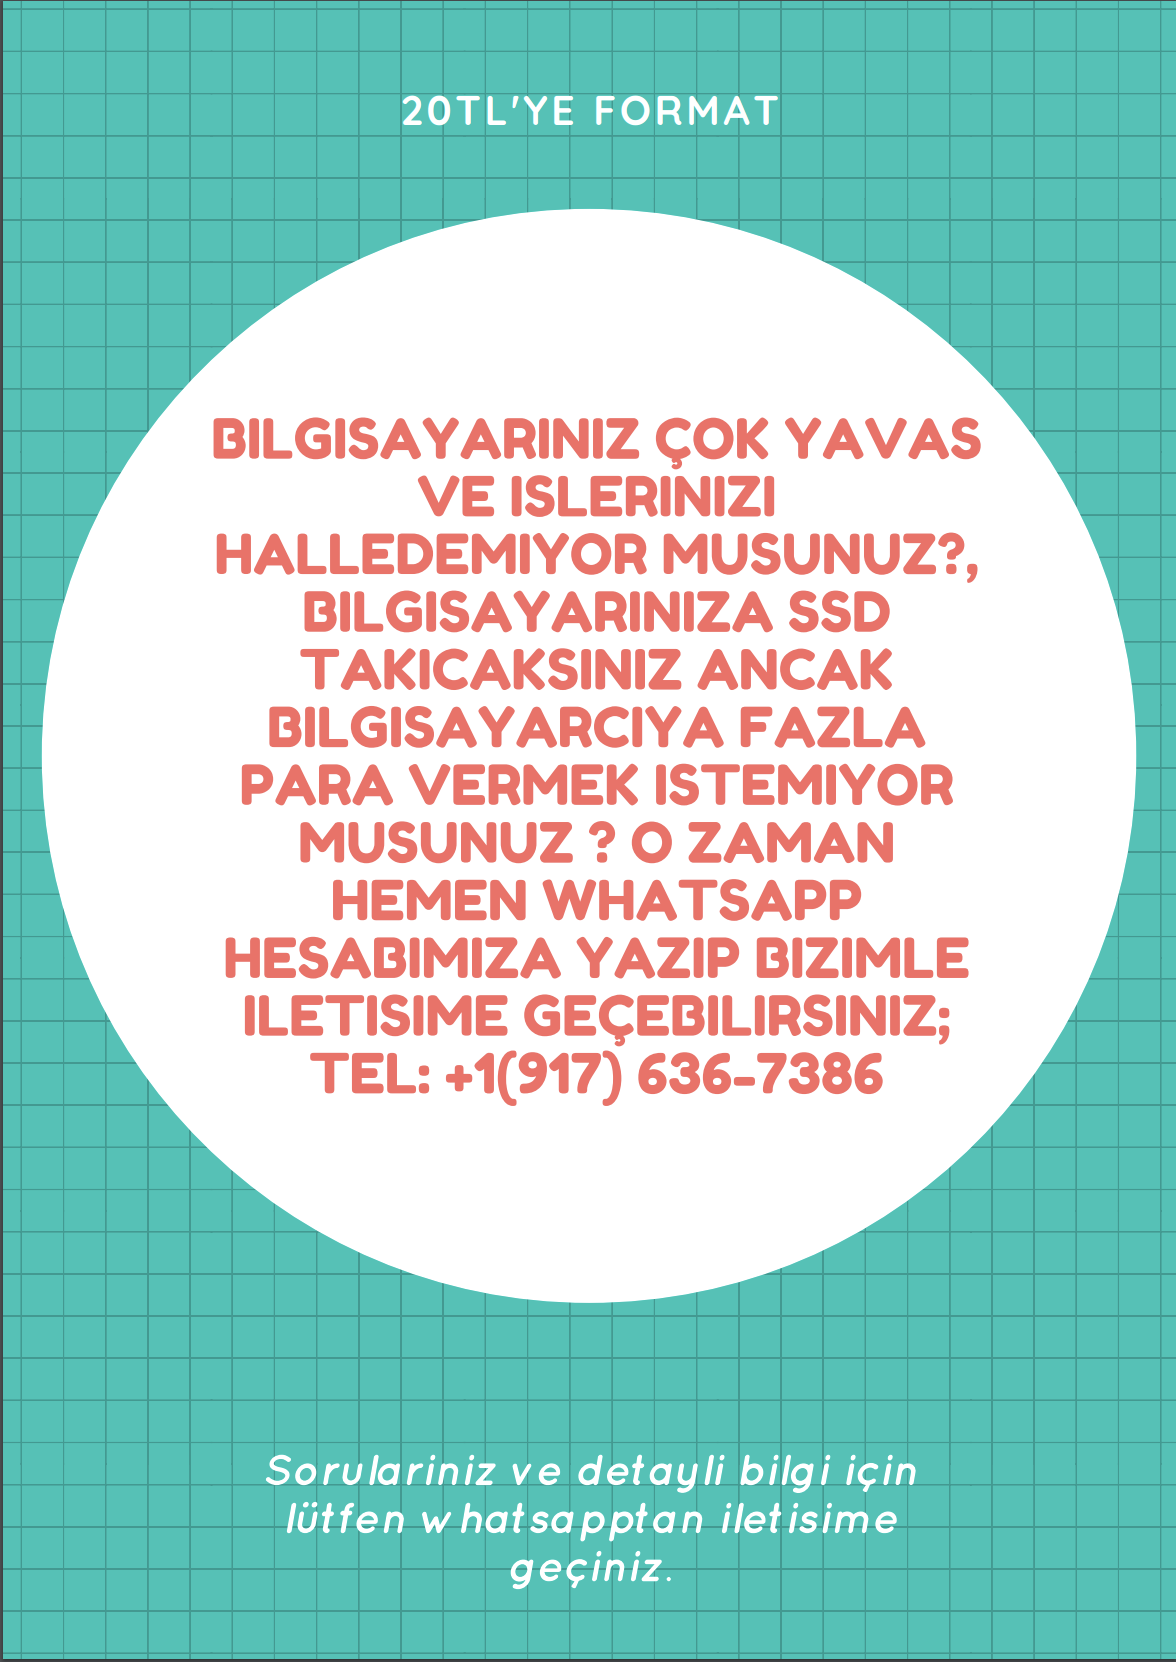 20TL'YE FORMAT
BILGISAYARINIZ ÇOK YAVAS
VE ISLERINIZI
HALLEDEMIYOR MUSUNUZ?,
BILGISAYARINIZA SSD
TAKICAKSINIZ ANCAK
BILGISAYARCIYA FAZLA
PARA VERMEK ISTEMIYOR
MUSUNUZ ? O ZAMAN
HEMEN WHATSAPP
HESABIMIZA YAZIP BIZIMLE
ILETISIME GEÇEBILIRSINIZ;
TEL: +1(917) 636-7386
Sorulariniz ve detayli bilgi için
lütfen whatsapptan iletisime
geçiniz.